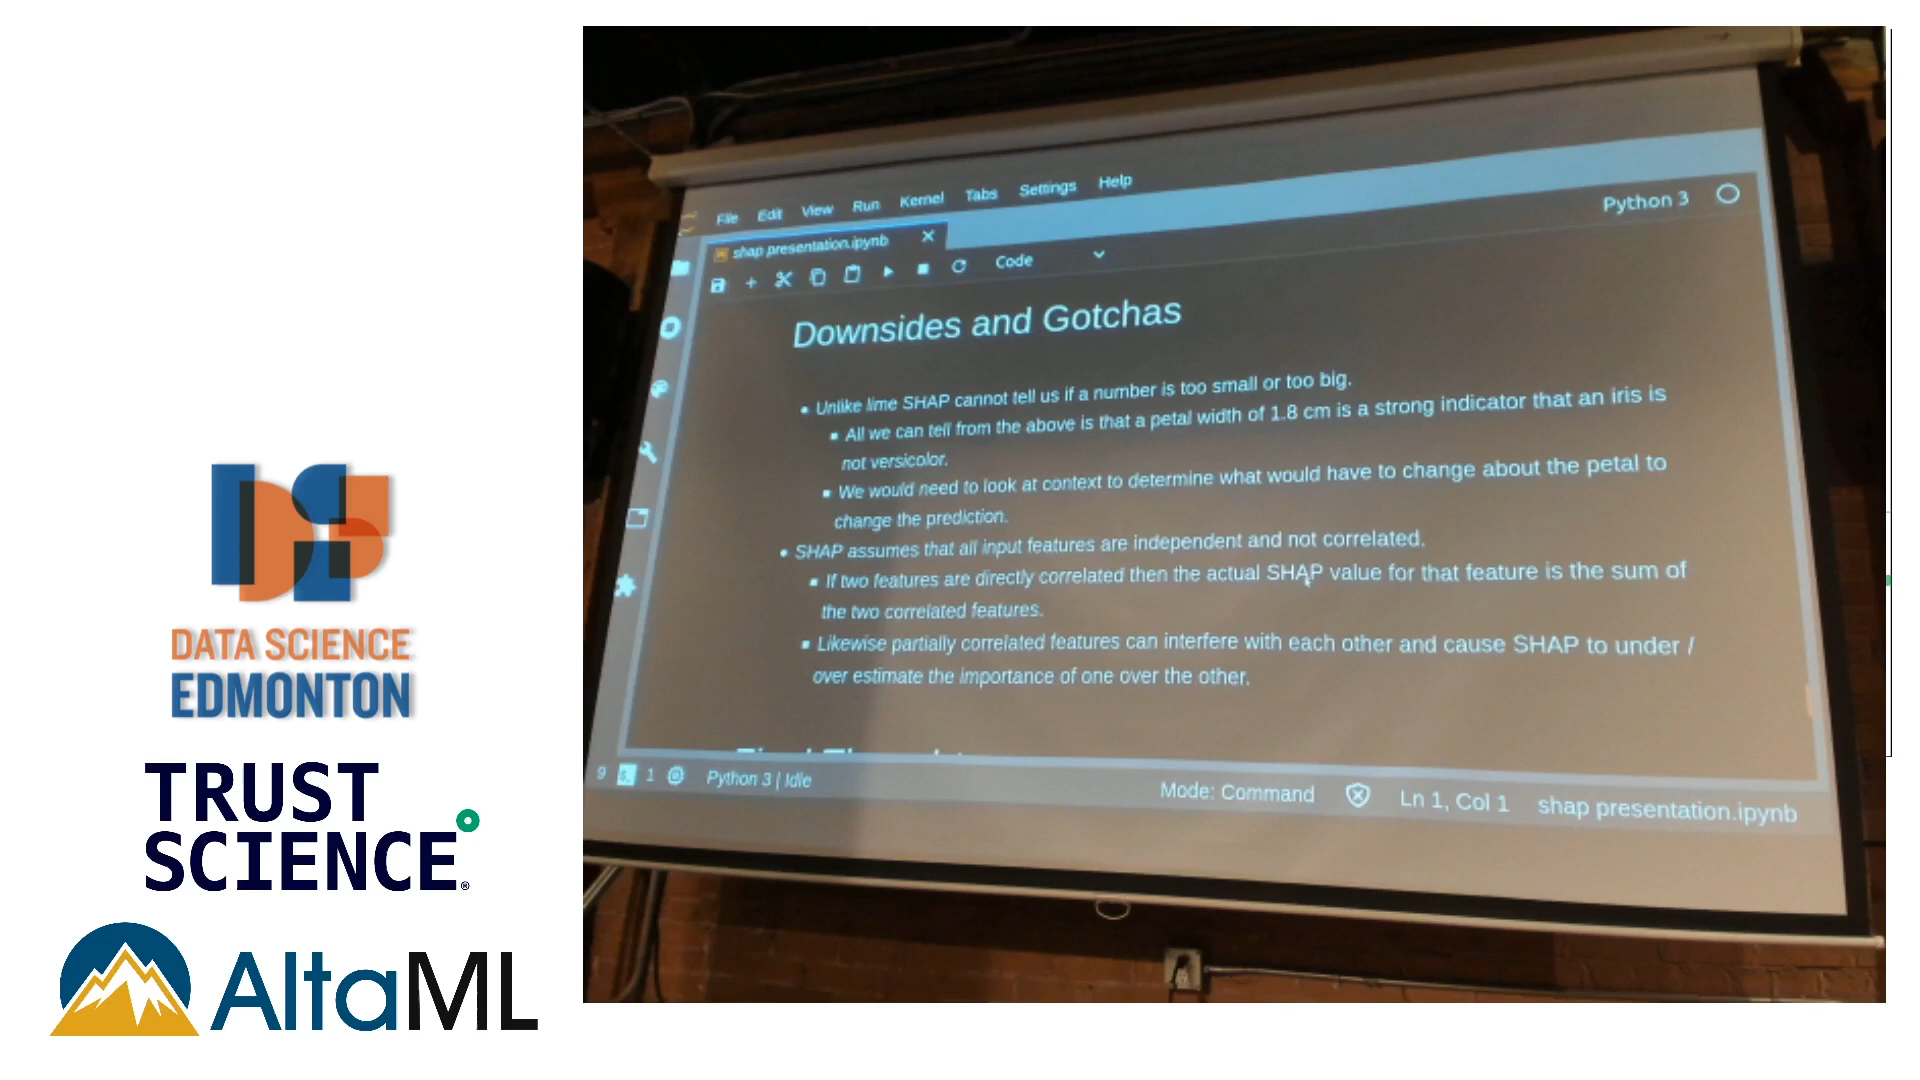 File Edit View Run Kernel Tabs Settings Help
shap presentation.ipynb
Python 3
Code
Downsides and Gotchas
Unlike lime SHAP cannot tell us if a number is too small or too big.
All we can tell from the above is that a petal width of 1.8 cm is a strong indicator that an iris is
not versicolor.
We would need to look at context to determine what would have to change about the petal to
change the prediction.
SHAP assumes that all input features are independent and not correlated.
If two features are directly correlated then the actual SHAP value for that feature is the sum of
the two correlated features.
Likewise partially correlated features can interfere with each other and cause SHAP to under /
over estimate the importance of one over the other.
9 1 Python 3 | Idle Mode: Command Ln 1, Col 1 shap presentation.ipynb
DATA SCIENCE
EDMONTON
TRUST
SCIENCE®
AltaML